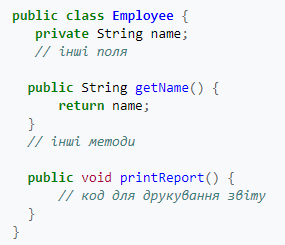 public class Employee {
private String name;
// інші поля
public String getName() {
return name;
}
// інші методи
public void printReport() {
// код для друкування звіту
}
}